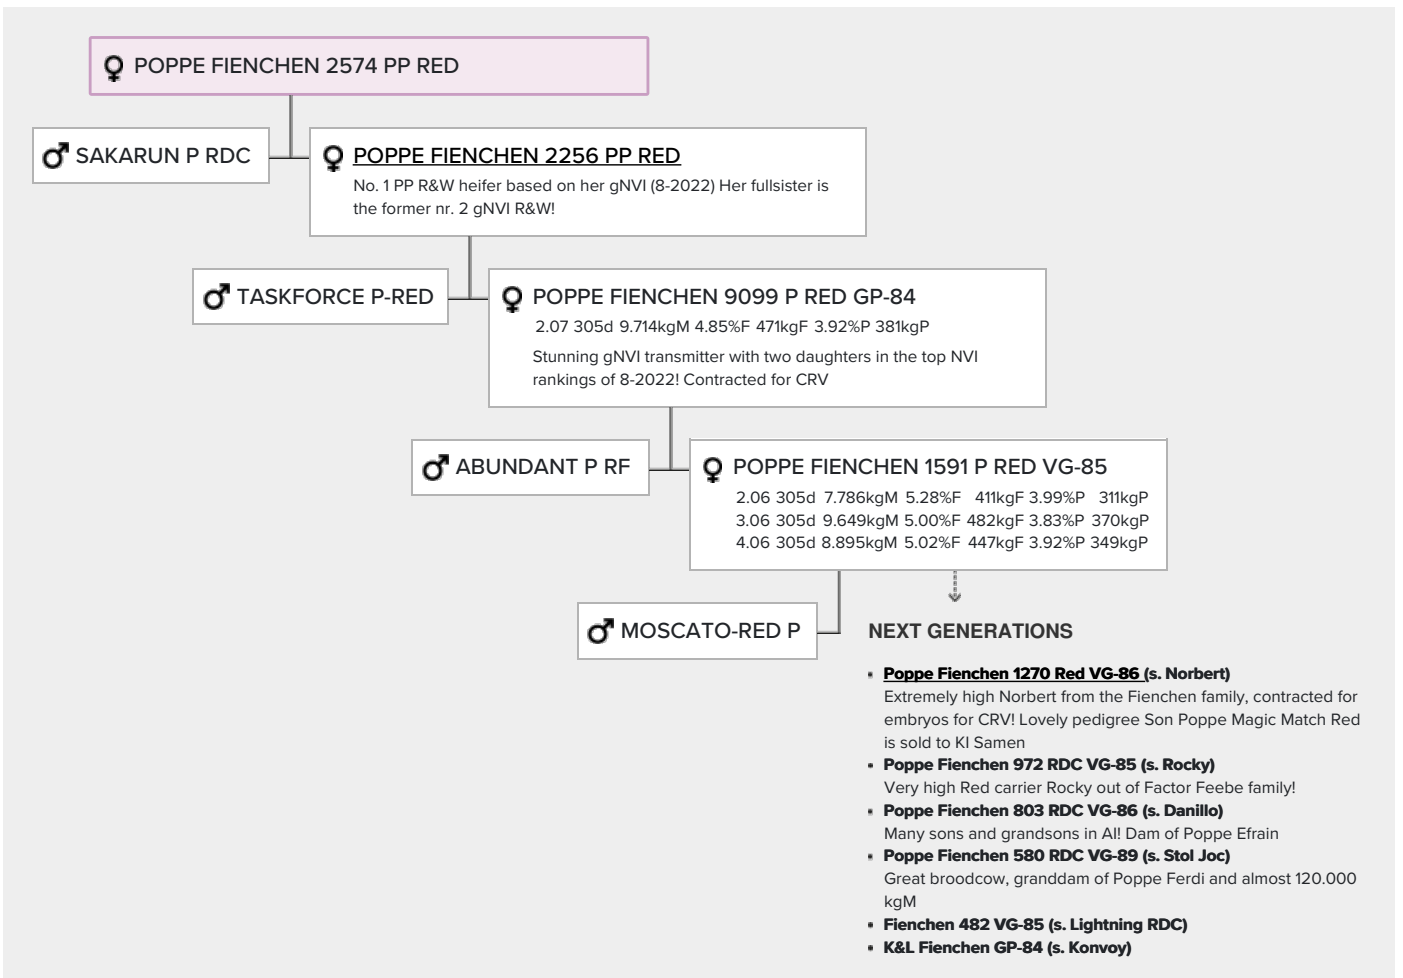 POPPE FIENCHEN 2574 PP RED
SAKARUN P RDC
POPPE FIENCHEN 2256 PP RED
No. 1 PP R&W heifer based on her gNVI (8-2022) Her fullsister is
the former nr. 2 gNVI R&W!
TASKFORCE P-RED
POPPE FIENCHEN 9099 P RED GP-84
2.07 305d 9.714kgM 4.85%F 471kgF 3.92%P 381kgP
Stunning gNVI transmitter with two daughters in the top NVI
rankings of 8-2022! Contracted for CRV
ABUNDANT P RF
POPPE FIENCHEN 1591 P RED VG-85
2.06 305d 7.786kgM 5.28%F 411kgF 3.99%P 311kgP
3.06 305d 9.649kgM 5.00%F 482kgF 3.83%P 370kgP
4.06 305d 8.895kgM 5.02%F 447kgF 3.92%P 349kgP
MOSCATO-RED P
NEXT GENERATIONS
Poppe Fienchen 1270 Red VG-86 (s. Norbert)
Extremely high Norbert from the Fienchen family, contracted for
embryos for CRV! Lovely pedigree Son Poppe Magic Match Red
is sold to KI Samen
Poppe Fienchen 972 RDC VG-85 (s. Rocky)
Very high Red carrier Rocky out of Factor Feebe family!
Poppe Fienchen 803 RDC VG-86 (s. Danillo)
Many sons and grandsons in AI! Dam of Poppe Efrain
Poppe Fienchen 580 RDC VG-89 (s. Stol Joc)
Great broodcow, granddam of Poppe Ferdi and almost 120.000
kgM
Fienchen 482 VG-85 (s. Lightning RDC)
K&L Fienchen GP-84 (s. Konvoy)